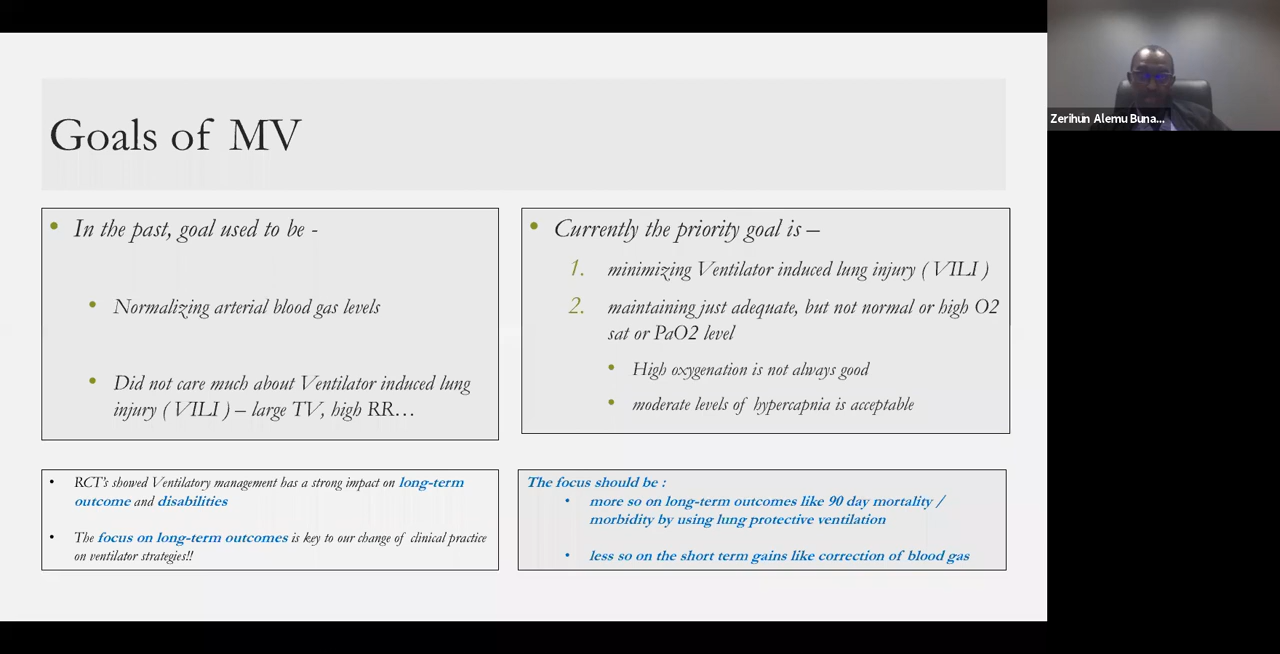 Goals of MV
In the past, goal used to be -
Normalizing arterial blood gas levels
Did not care much about Ventilator induced lung
injury ( VILI ) – large TV, high RR…
Currently the priority goal is –
1. minimizing Ventilator induced lung injury ( VILI )
2. maintaining just adequate, but not normal or high O2
sat or PaO2 level
High oxygenation is not always good
moderate levels of hypercapnia is acceptable
RCT's showed Ventilatory management has a strong impact on long-term
outcome and disabilities
The focus on long-term outcomes is key to our change of clinical practice
on ventilator strategies!!
The focus should be :
more so on long-term outcomes like 90 day mortality /
morbidity by using lung protective ventilation
less so on the short term gains like correction of blood gas
Zerihun Alemu Buna...